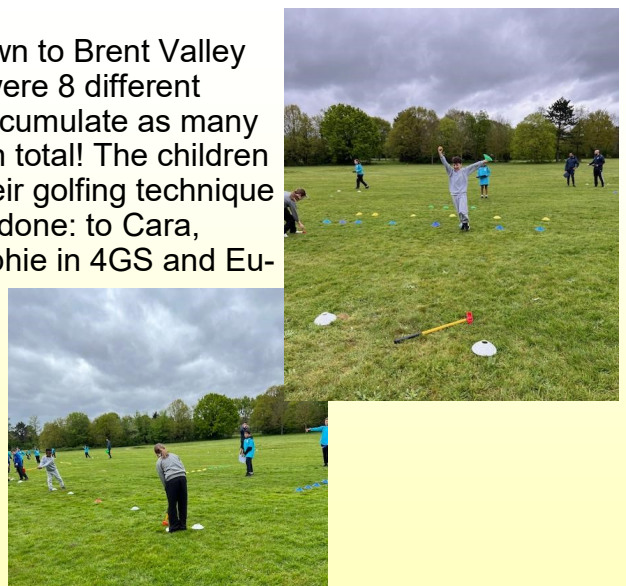 wn to Brent Valley
were 8 different
cumulate as many
n total! The children
eir golfing technique
done: to Cara,
phie in 4GS and Eu-